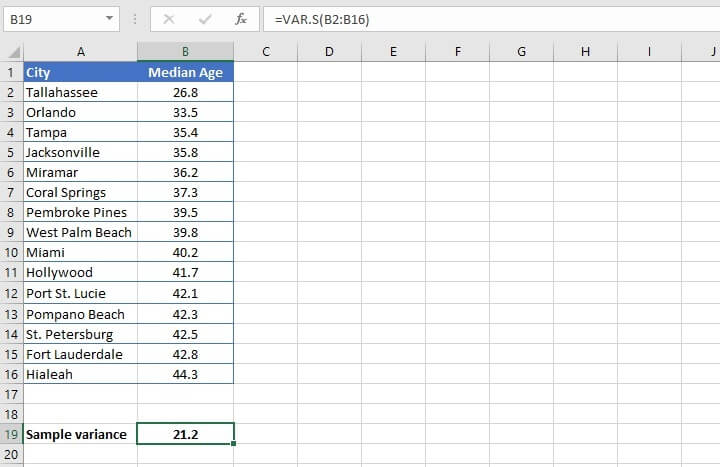 B19 fx =VAR.S(B2:B16)
A B C D E F G H I J
1 City Median Age
2 Tallahassee 26.8
3 Orlando 33.5
4 Tampa 35.4
5 Jacksonville 35.8
6 Miramar 36.2
7 Coral Springs 37.3
8 Pembroke Pines 39.5
9 West Palm Beach 39.8
10 Miami 40.2
11 Hollywood 41.7
12 Port St. Lucie 42.1
13 Pompano Beach 42.3
14 St. Petersburg 42.5
15 Fort Lauderdale 42.8
16 Hialeah 44.3
17
18
19 Sample variance 21.2
20